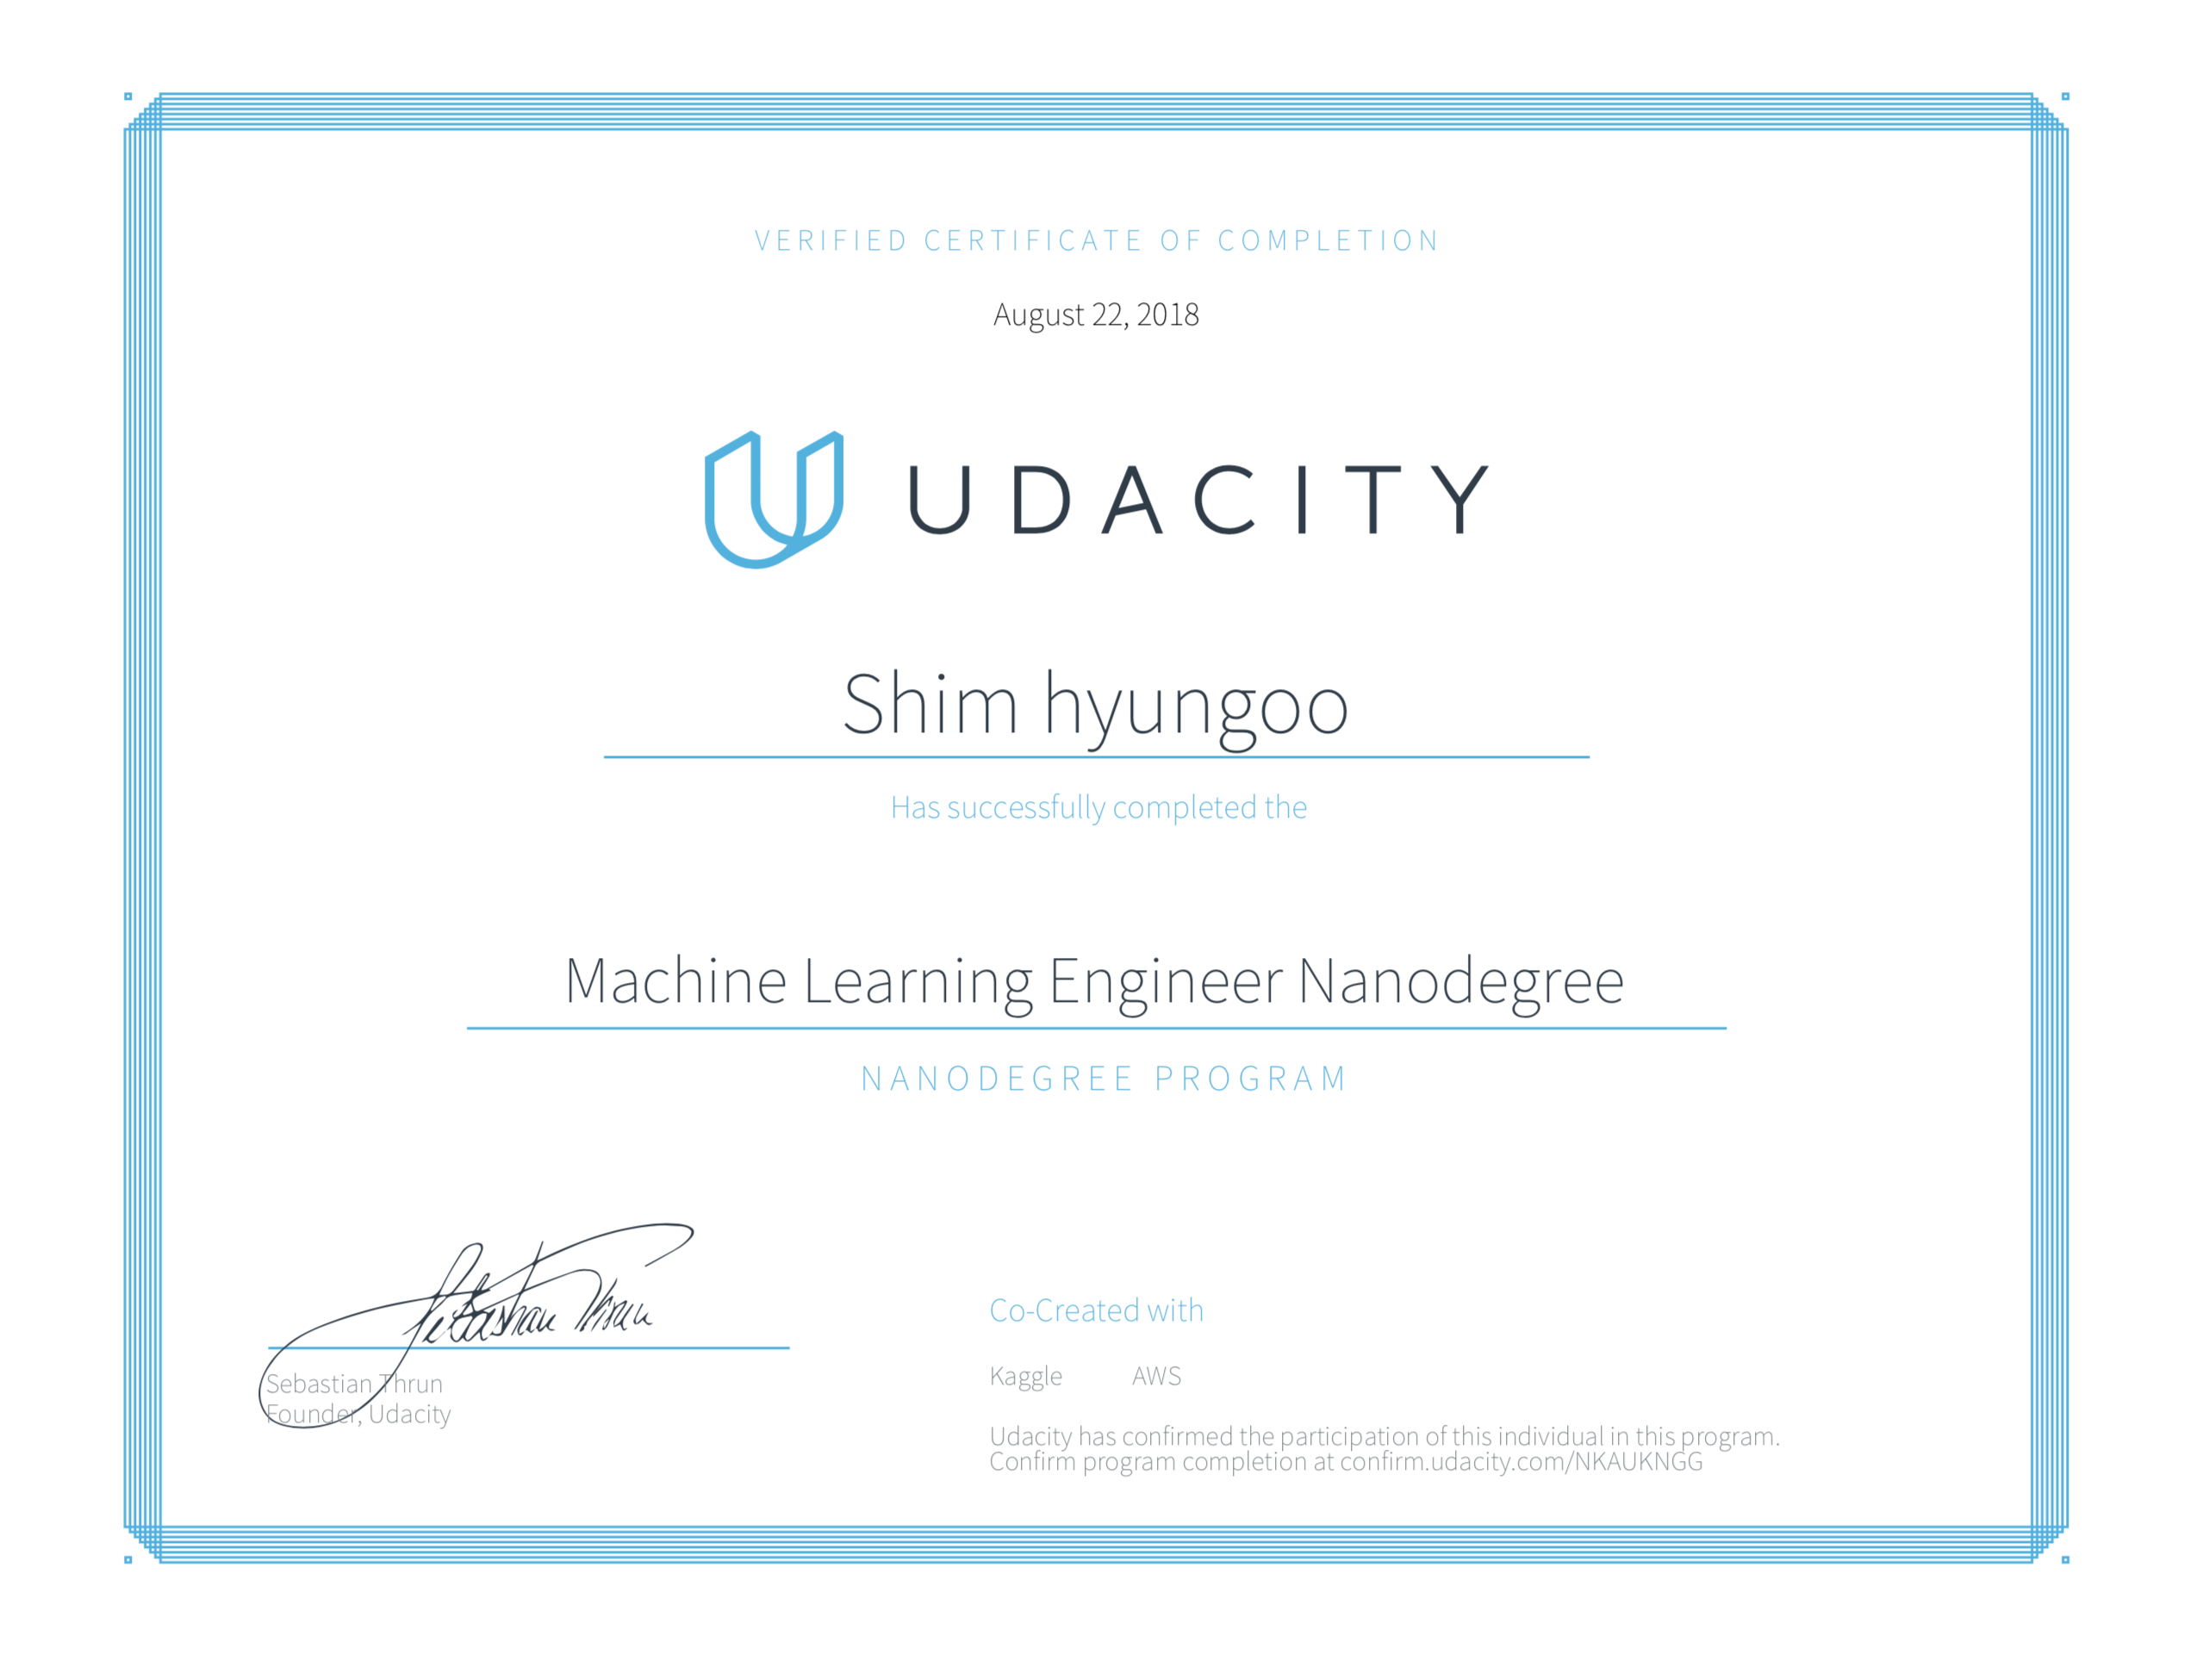 VERIFIED CERTIFICATE OF COMPLETION
August 22, 2018
UDACITY
Shim hyungoo
Has successfully completed the
Machine Learning Engineer Nanodegree
NANODEGREE PROGRAM
Sebastian Thrun
Sebastian Thrun
Founder, Udacity
Co-Created with
Kaggle AWS
Udacity has confirmed the participation of this individual in this program.
Confirm program completion at confirm.udacity.com/NKAUKNGG